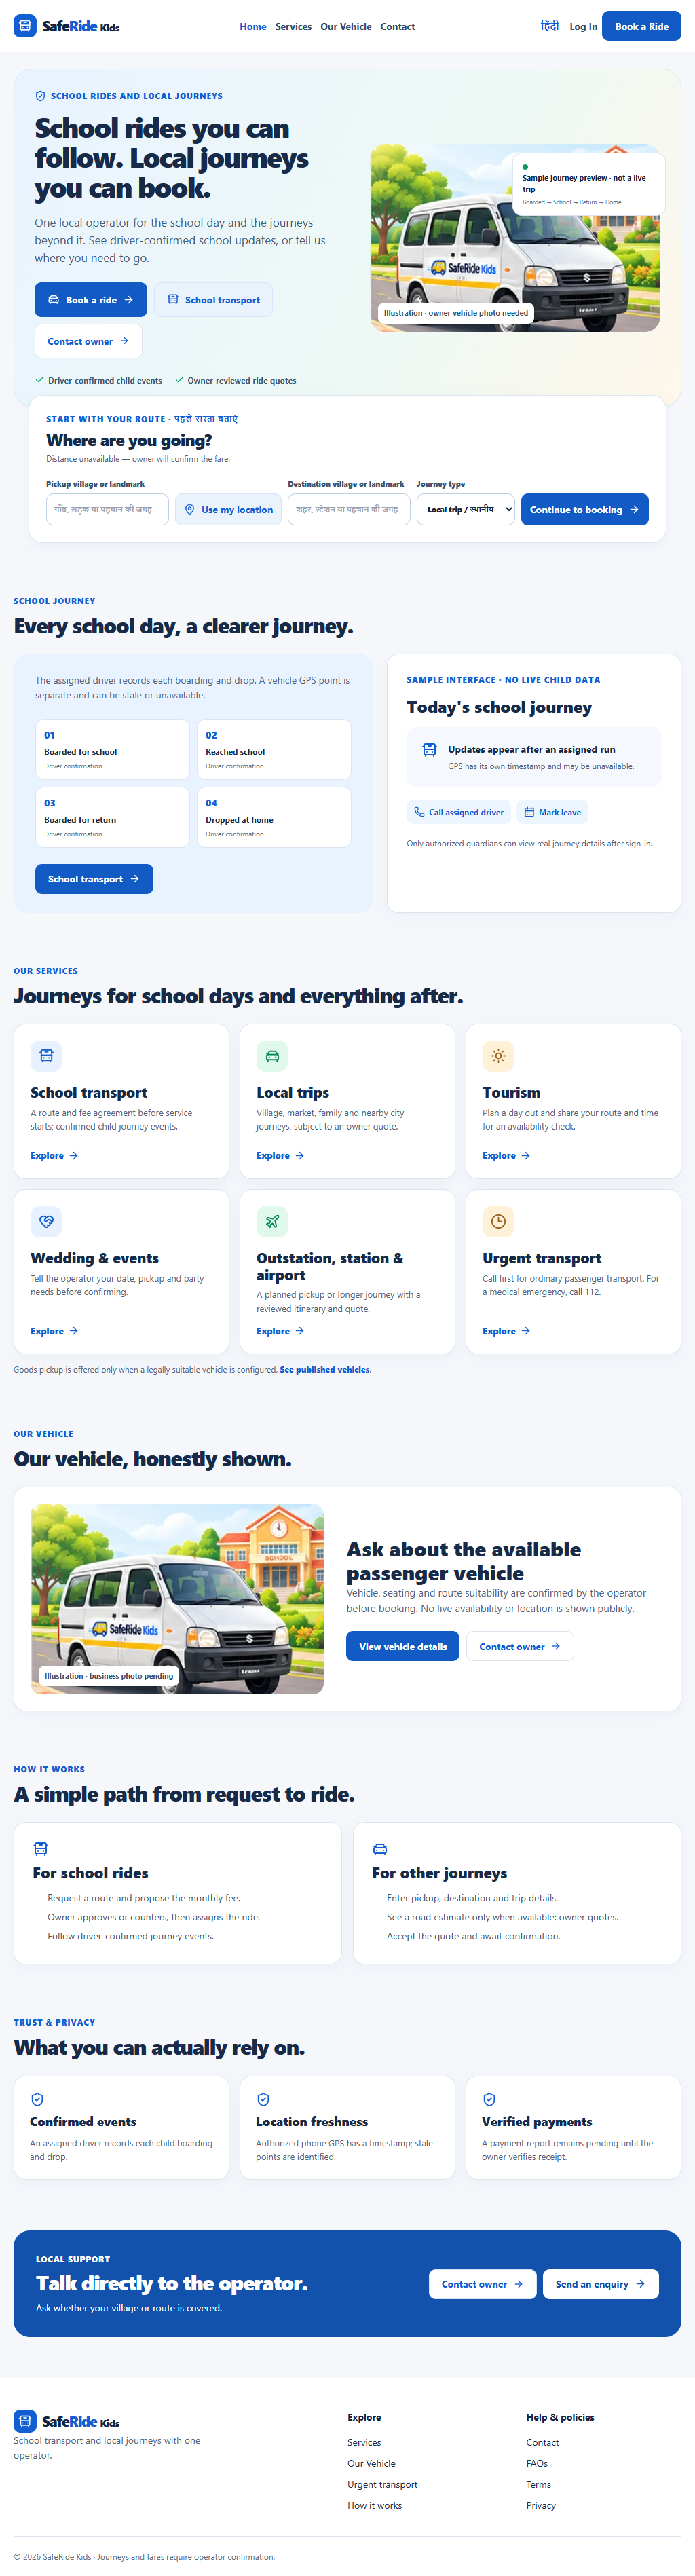 SafeRide Kids
Home Services Our Vehicle Contact
हिंदी Log In Book a Ride
SCHOOL RIDES AND LOCAL JOURNEYS
School rides you can
follow. Local journeys
you can book.
One local operator for the school day and the journeys
beyond it. See driver-confirmed school updates, or tell us
where you need to go.
Book a ride →
School transport
Contact owner →
Driver-confirmed child events
Owner-reviewed ride quotes
Sample journey preview · not a live
trip
Boarded → School → Return → Home
SafeRide Kids
Illustration · owner vehicle photo needed
START WITH YOUR ROUTE · पहले रास्ता बताएं
Where are you going?
Distance unavailable — owner will confirm the fare.
Pickup village or landmark
गाँव, सड़क या पहचान की जगह
Use my location
Destination village or landmark
शहर, स्टेशन या पहचान की जगह
Journey type
Local trip / स्थानीय
Continue to booking →
SCHOOL JOURNEY
Every school day, a clearer journey.
The assigned driver records each boarding and drop. A vehicle GPS point is
separate and can be stale or unavailable.
01
Boarded for school
Driver confirmation
02
Reached school
Driver confirmation
03
Boarded for return
Driver confirmation
04
Dropped at home
Driver confirmation
School transport →
SAMPLE INTERFACE · NO LIVE CHILD DATA
Today's school journey
Updates appear after an assigned run
GPS has its own timestamp and may be unavailable.
Call assigned driver
Mark leave
Only authorized guardians can view real journey details after sign-in.
OUR SERVICES
Journeys for school days and everything after.
School transport
A route and fee agreement before service
starts; confirmed child journey events.
Explore →
Local trips
Village, market, family and nearby city
journeys, subject to an owner quote.
Explore →
Tourism
Plan a day out and share your route and time
for an availability check.
Explore →
Wedding & events
Tell the operator your date, pickup and party
needs before confirming.
Explore →
Outstation, station &
airport
A planned pickup or longer journey with a
reviewed itinerary and quote.
Explore →
Urgent transport
Call first for ordinary passenger transport. For
a medical emergency, call 112.
Explore →
Goods pickup is offered only when a legally suitable vehicle is configured. See published vehicles.
OUR VEHICLE
Our vehicle, honestly shown.
SCHOOL
SafeRide Kids
Illustration · business photo pending
Ask about the available
passenger vehicle
Vehicle, seating and route suitability are confirmed by the operator
before booking. No live availability or location is shown publicly.
View vehicle details
Contact owner →
HOW IT WORKS
A simple path from request to ride.
For school rides
Request a route and propose the monthly fee.
Owner approves or counters, then assigns the ride.
Follow driver-confirmed journey events.
For other journeys
Enter pickup, destination and trip details.
See a road estimate only when available; owner quotes.
Accept the quote and await confirmation.
TRUST & PRIVACY
What you can actually rely on.
Confirmed events
An assigned driver records each child boarding
and drop.
Location freshness
Authorized phone GPS has a timestamp; stale
points are identified.
Verified payments
A payment report remains pending until the
owner verifies receipt.
LOCAL SUPPORT
Talk directly to the operator.
Ask whether your village or route is covered.
Contact owner →
Send an enquiry →
SafeRide Kids
School transport and local journeys with one
operator.
Explore
Services
Our Vehicle
Urgent transport
How it works
Help & policies
Contact
FAQs
Terms
Privacy
© 2026 SafeRide Kids · Journeys and fares require operator confirmation.